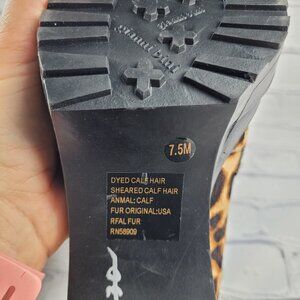 7.5M
DYED CALF HAIR
SHEARED CALF HAIR
ANMAL: CALF
FUR ORIGINAL:USA
RFAL FUR
RN58909